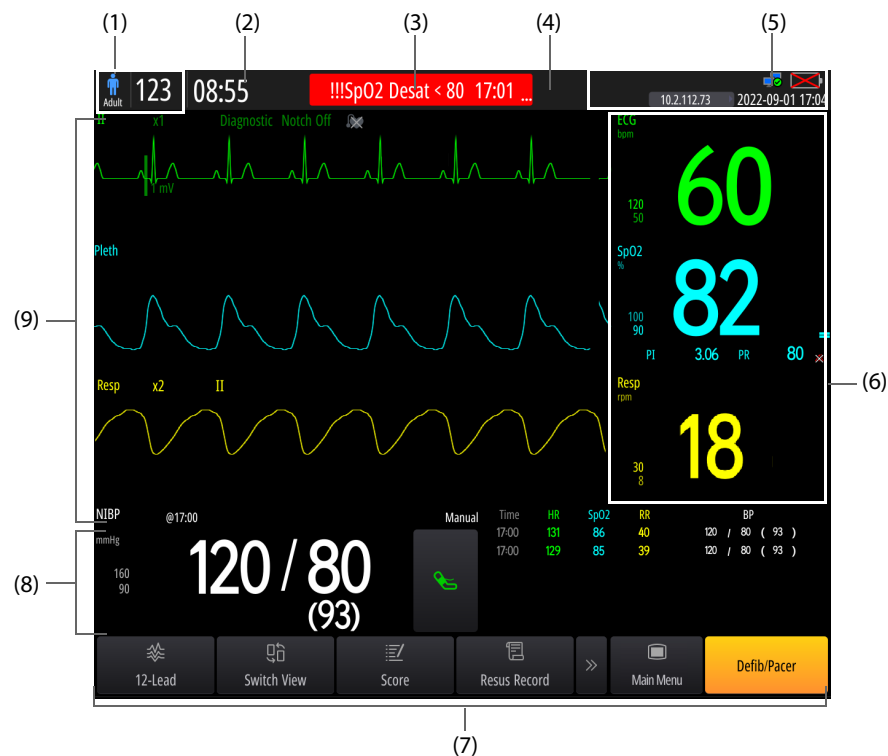 (1) (2) (3) (4) (5)
Adult 123 08:55 !!!SpO2 Desat < 80 17:01 ...
10.2.112.73 2022-09-01 17:04
II x1 Diagnostic Notch Off
1 mV
ECG
bpm
60
120
50
Pleth
SpO2
%
82
100
90
PI 3.06 PR 80
(9)
(6)
Resp x2 II
Resp
rpm
18
30
8
NIBP @17:00 Manual
mmHg
160
90
120 / 80
(93)
(8)
Time HR SpO2 RR BP
17:00 131 86 40 120 / 80 ( 93 )
17:00 129 85 39 120 / 80 ( 93 )
12-Lead Switch View Score Resus Record » Main Menu Defib/Pacer
(7)